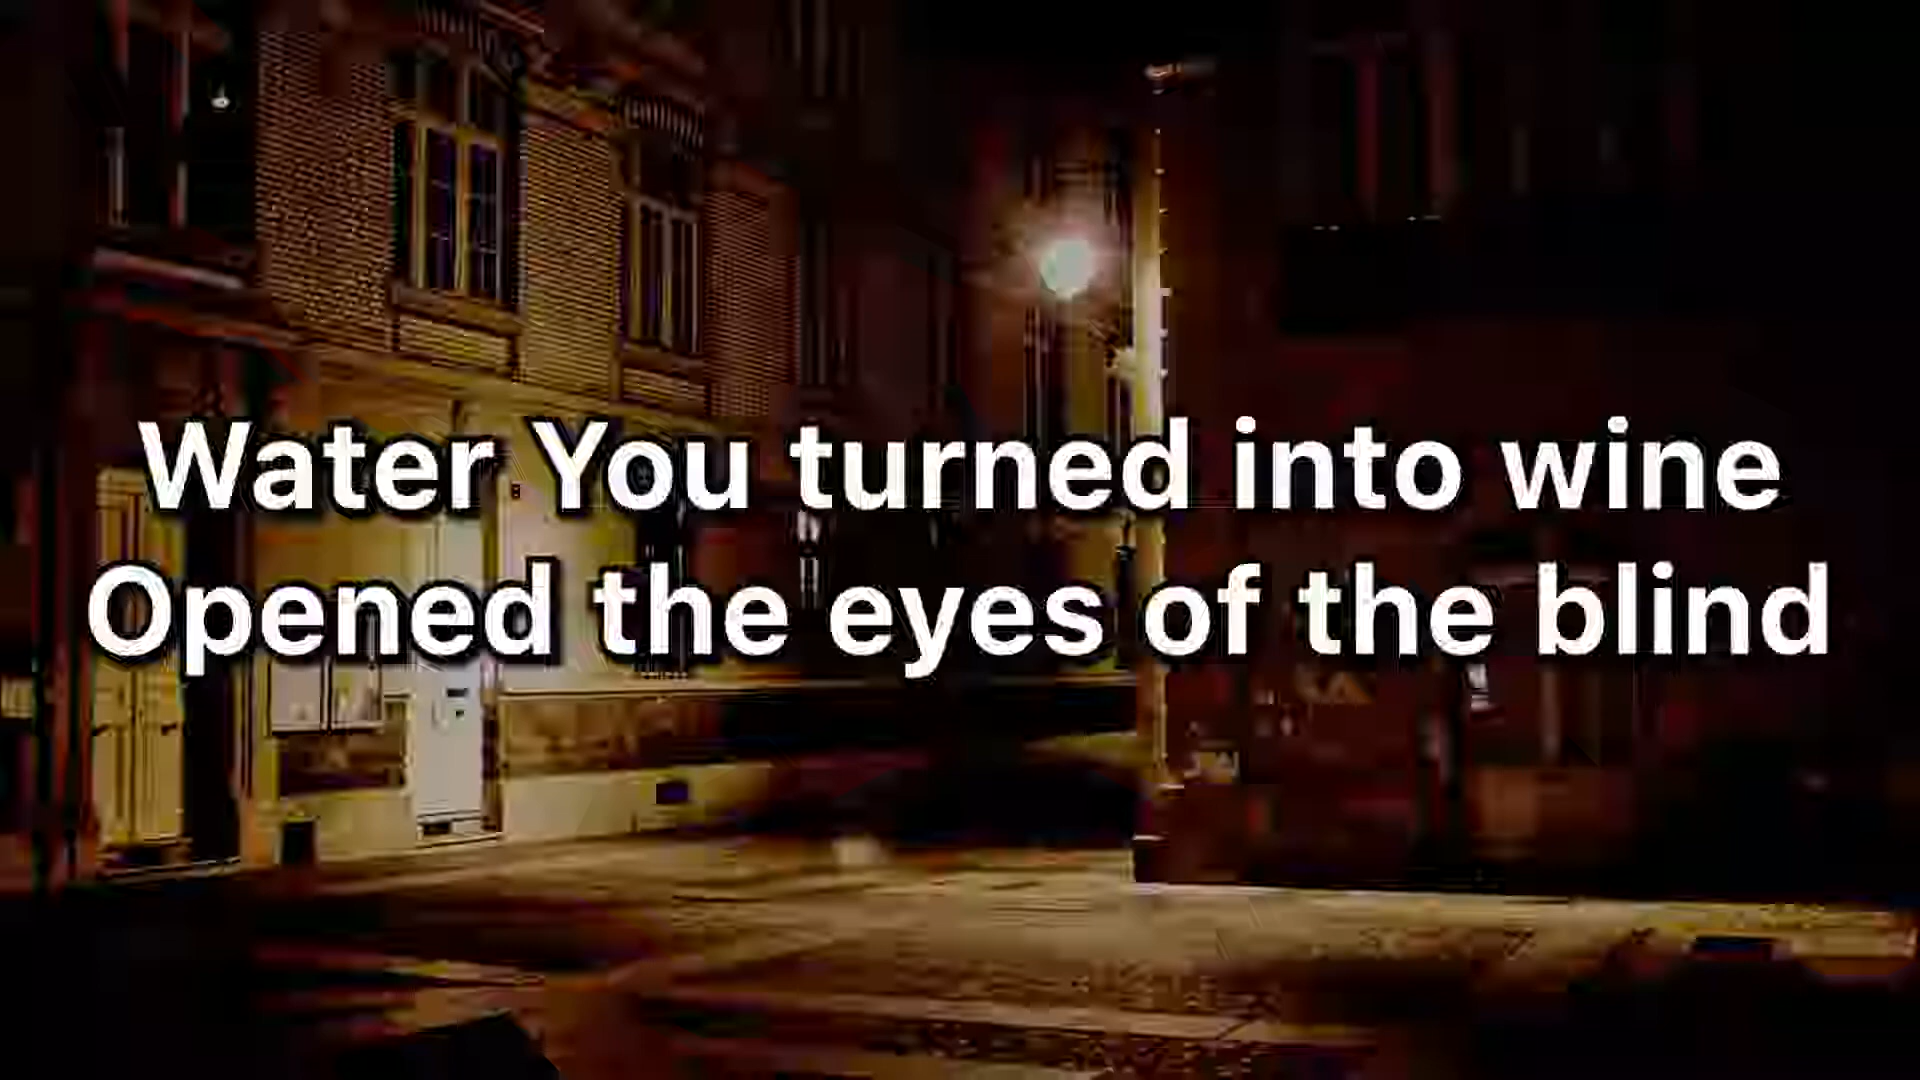 Water You turned into wine
Opened the eyes of the blind